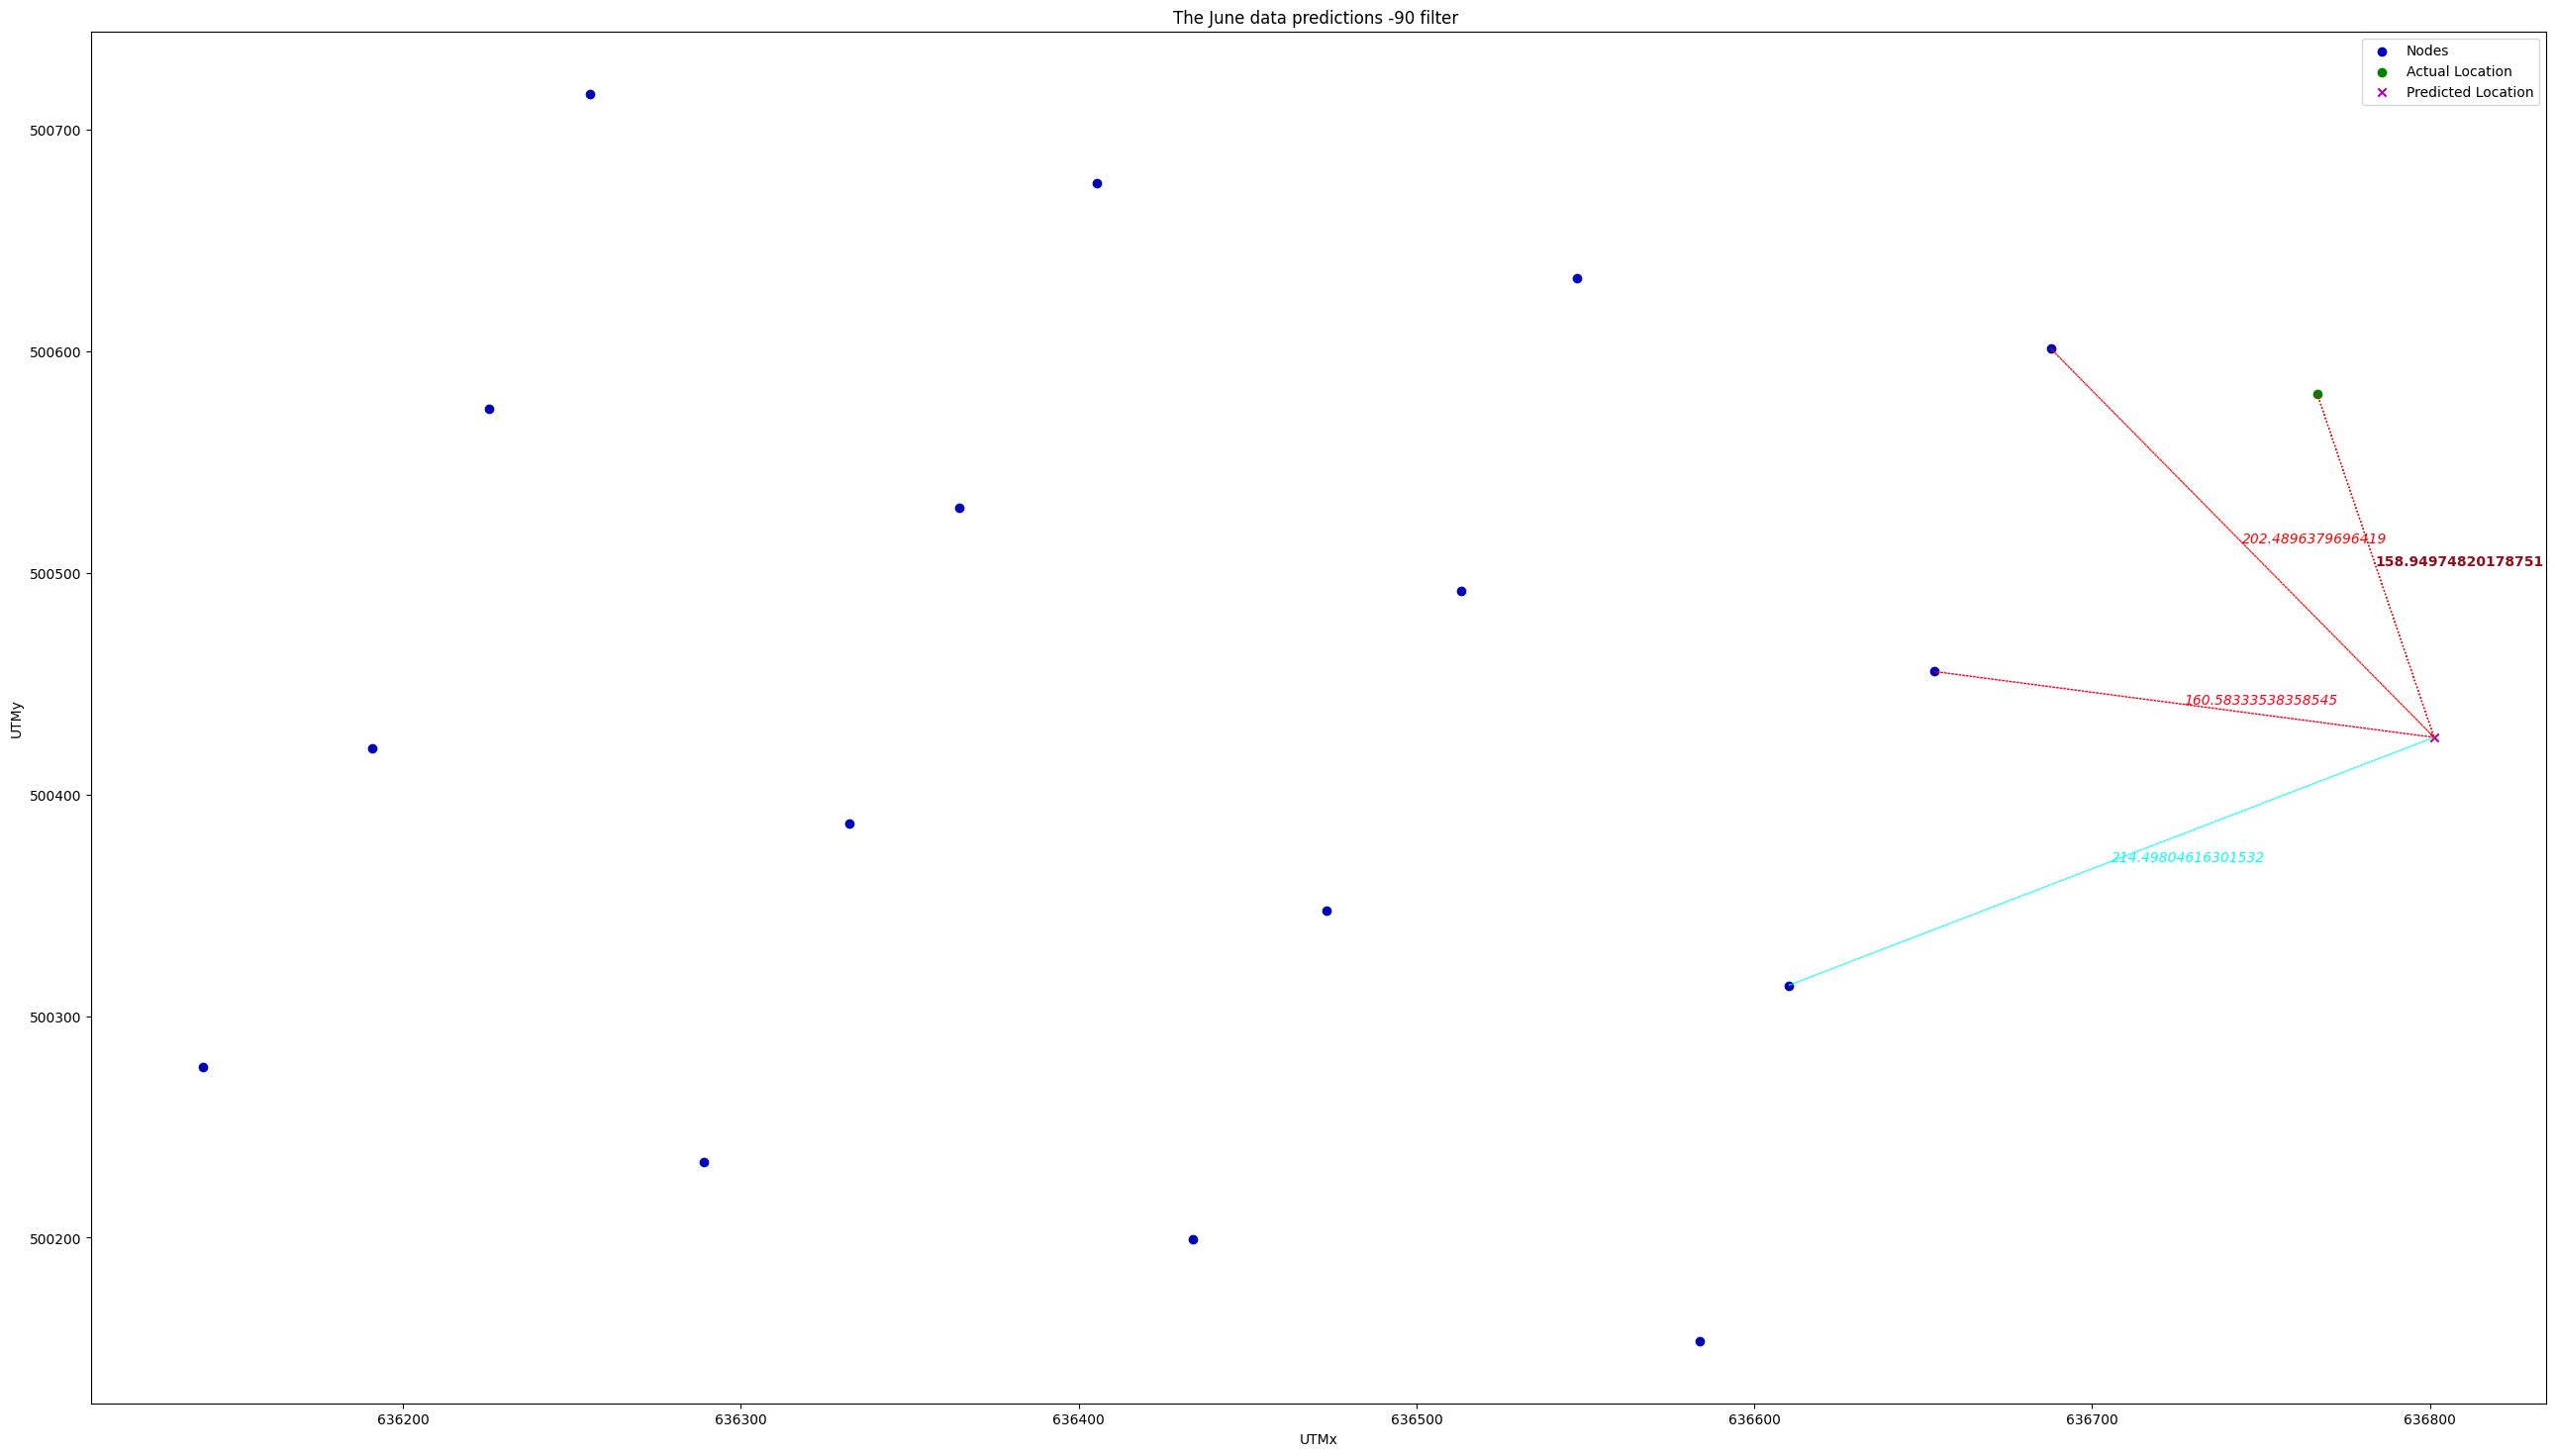 The June data predictions -90 filter
Nodes
Actual Location
Predicted Location
500700
500600
500500
500400
500300
500200
UTMy
202.4896379696419
158.94974820178751
160.58333538358545
214.49804616301532
636200
636300
636400
636500
636600
636700
636800
UTMx